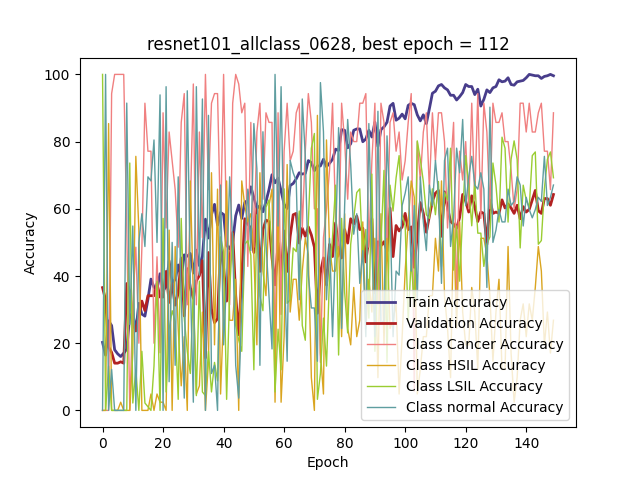 resnet101_allclass_0628, best epoch = 112
Accuracy
100
80
60
40
20
0
Train Accuracy
Validation Accuracy
Class Cancer Accuracy
Class HSIL Accuracy
Class LSIL Accuracy
Class normal Accuracy
0 20 40 60 80 100 120 140
Epoch